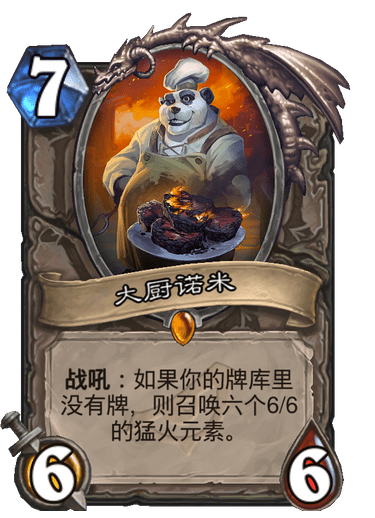 7
大厨诺米
战吼：如果你的牌库里
没有牌，则召唤六个6/6
的猛火元素。
6
6